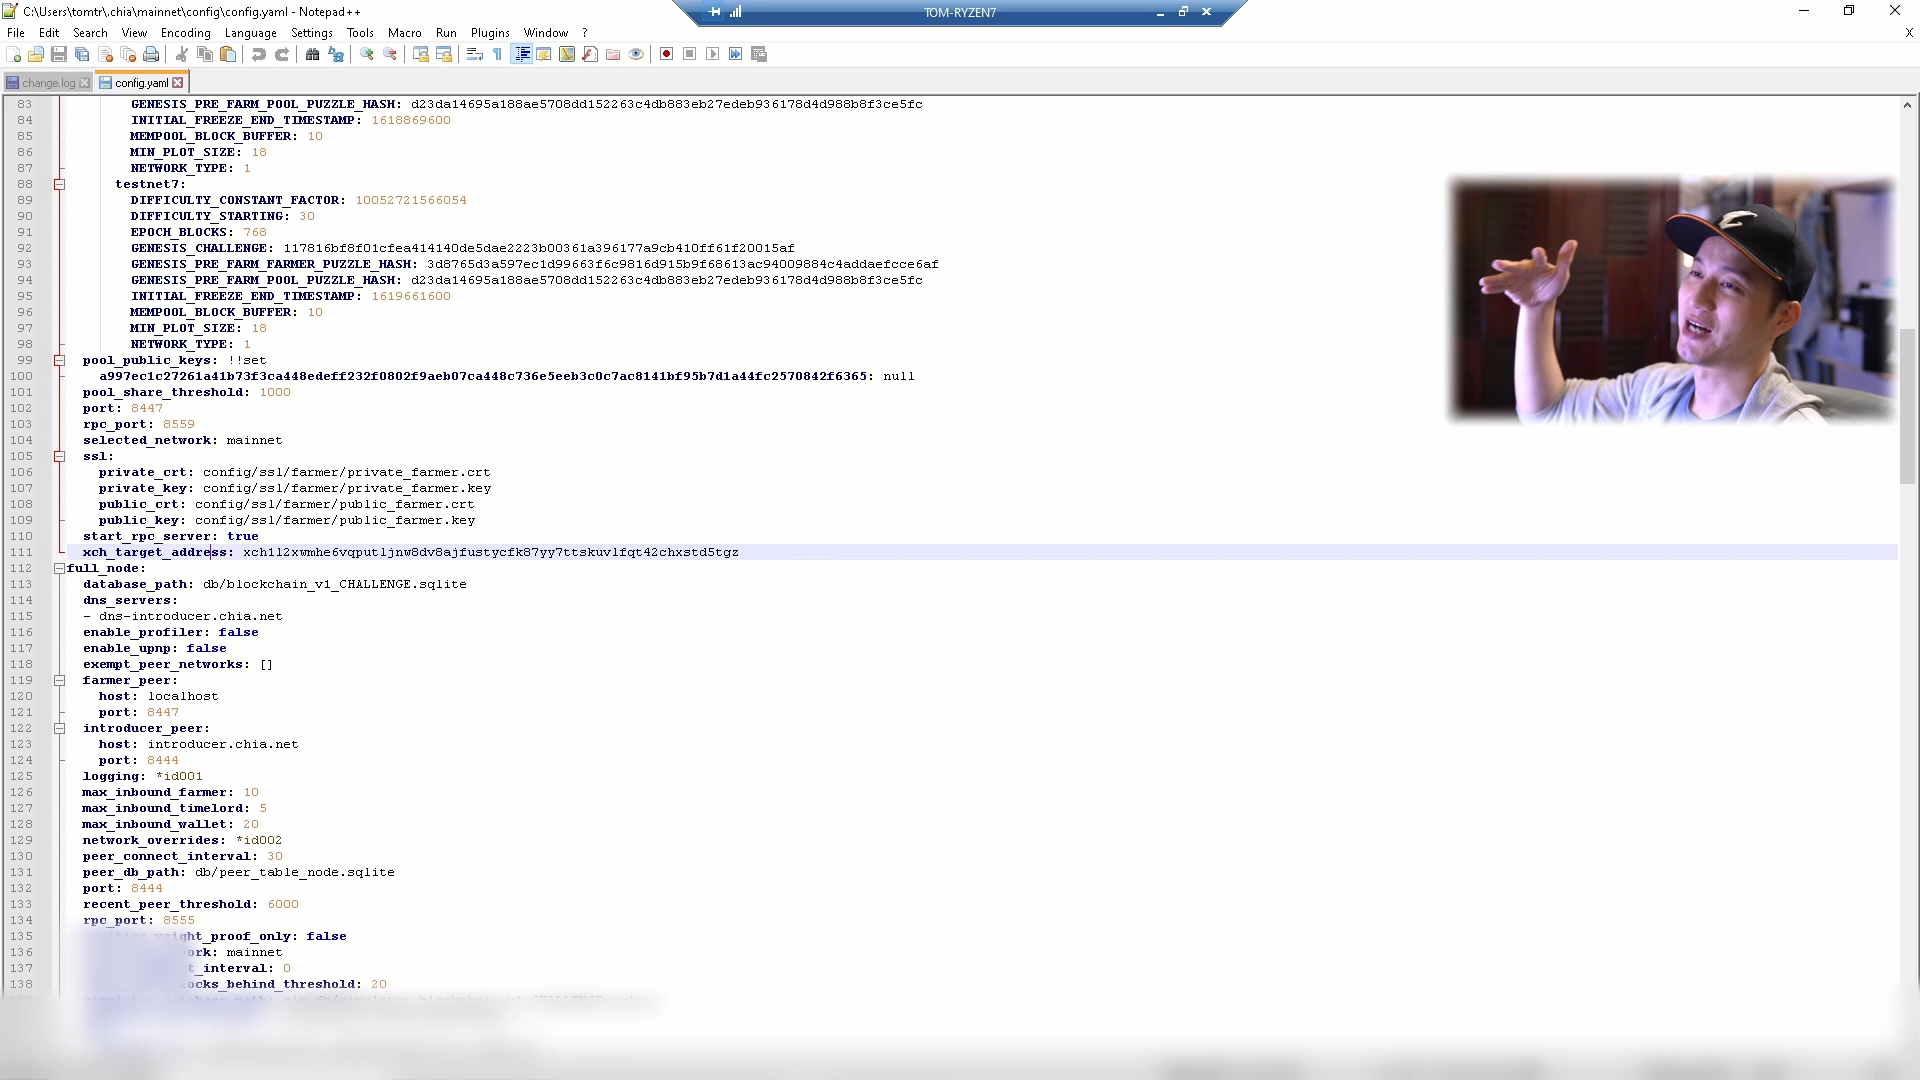 C:\Users\tomtr\.chia\mainnet\config\config.yaml - Notepad++
TOM-RYZEN7
File Edit Search View Encoding Language Settings Tools Macro Run Plugins Window ? X
change.log config.yaml
83 GENESIS_PRE_FARM_POOL_PUZZLE_HASH: d23da14695a188ae5708dd152263c4db883eb27edeb936178d4d988b8f3ce5fc
84 INITIAL_FREEZE_END_TIMESTAMP: 1618869600
85 MEMPOOL_BLOCK_BUFFER: 10
86 MIN_PLOT_SIZE: 18
87 NETWORK_TYPE: 1
88 testnet7:
89 DIFFICULTY_CONSTANT_FACTOR: 10052721566054
90 DIFFICULTY_STARTING: 30
91 EPOCH_BLOCKS: 768
92 GENESIS_CHALLENGE: 117816bf8f01cfea414140de5dae2223b00361a396177a9cb410ff61f20015af
93 GENESIS_PRE_FARM_FARMER_PUZZLE_HASH: 3d8765d3a597ec1d99663f6c9816d915b9f68613ac94009884c4addaefcce6af
94 GENESIS_PRE_FARM_POOL_PUZZLE_HASH: d23da14695a188ae5708dd152263c4db883eb27edeb936178d4d988b8f3ce5fc
95 INITIAL_FREEZE_END_TIMESTAMP: 1619661600
96 MEMPOOL_BLOCK_BUFFER: 10
97 MIN_PLOT_SIZE: 18
98 NETWORK_TYPE: 1
99 pool_public_keys: !!set
100 a997ec1c27261a41b73f3ca448edeff232f0802f9aeb07ca448c736e5eeb3c0c7ac8141bf95b7d1a44fc2570842f6365: null
101 pool_share_threshold: 1000
102 port: 8447
103 rpc_port: 8559
104 selected_network: mainnet
105 ssl:
106 private_crt: config/ssl/farmer/private_farmer.crt
107 private_key: config/ssl/farmer/private_farmer.key
108 public_crt: config/ssl/farmer/public_farmer.crt
109 public_key: config/ssl/farmer/public_farmer.key
110 start_rpc_server: true
111 xch_target_address: xch1l2xwmhe6vqputljnw8dv8ajfustycfk87yy7ttskuvlfqt42chxstd5tgz
112 full_node:
113 database_path: db/blockchain_v1_CHALLENGE.sqlite
114 dns_servers:
115 - dns-introducer.chia.net
116 enable_profiler: false
117 enable_upnp: false
118 exempt_peer_networks: []
119 farmer_peer:
120 host: localhost
121 port: 8447
122 introducer_peer:
123 host: introducer.chia.net
124 port: 8444
125 logging: *id001
126 max_inbound_farmer: 10
127 max_inbound_timelord: 5
128 max_inbound_wallet: 20
129 network_overrides: *id002
130 peer_connect_interval: 30
131 peer_db_path: db/peer_table_node.sqlite
132 port: 8444
133 recent_peer_threshold: 6000
134 rpc_port: 8555
135 weight_proof_only: false
136 ork: mainnet
137 t_interval: 0
138 locks_behind_threshold: 20